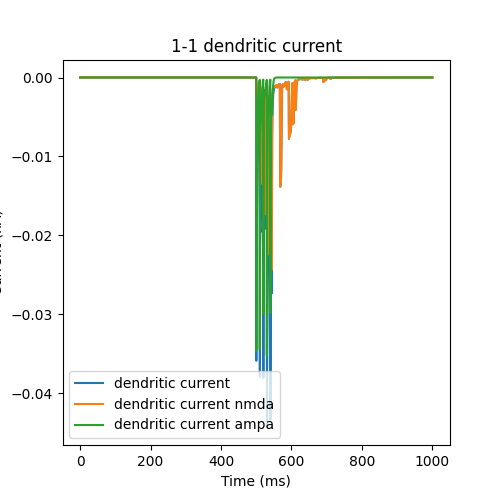 1-1 dendritic current
0.00
−0.01
−0.02
−0.03
−0.04
dendritic current
dendritic current nmda
dendritic current ampa
0 200 400 600 800 1000
Time (ms)